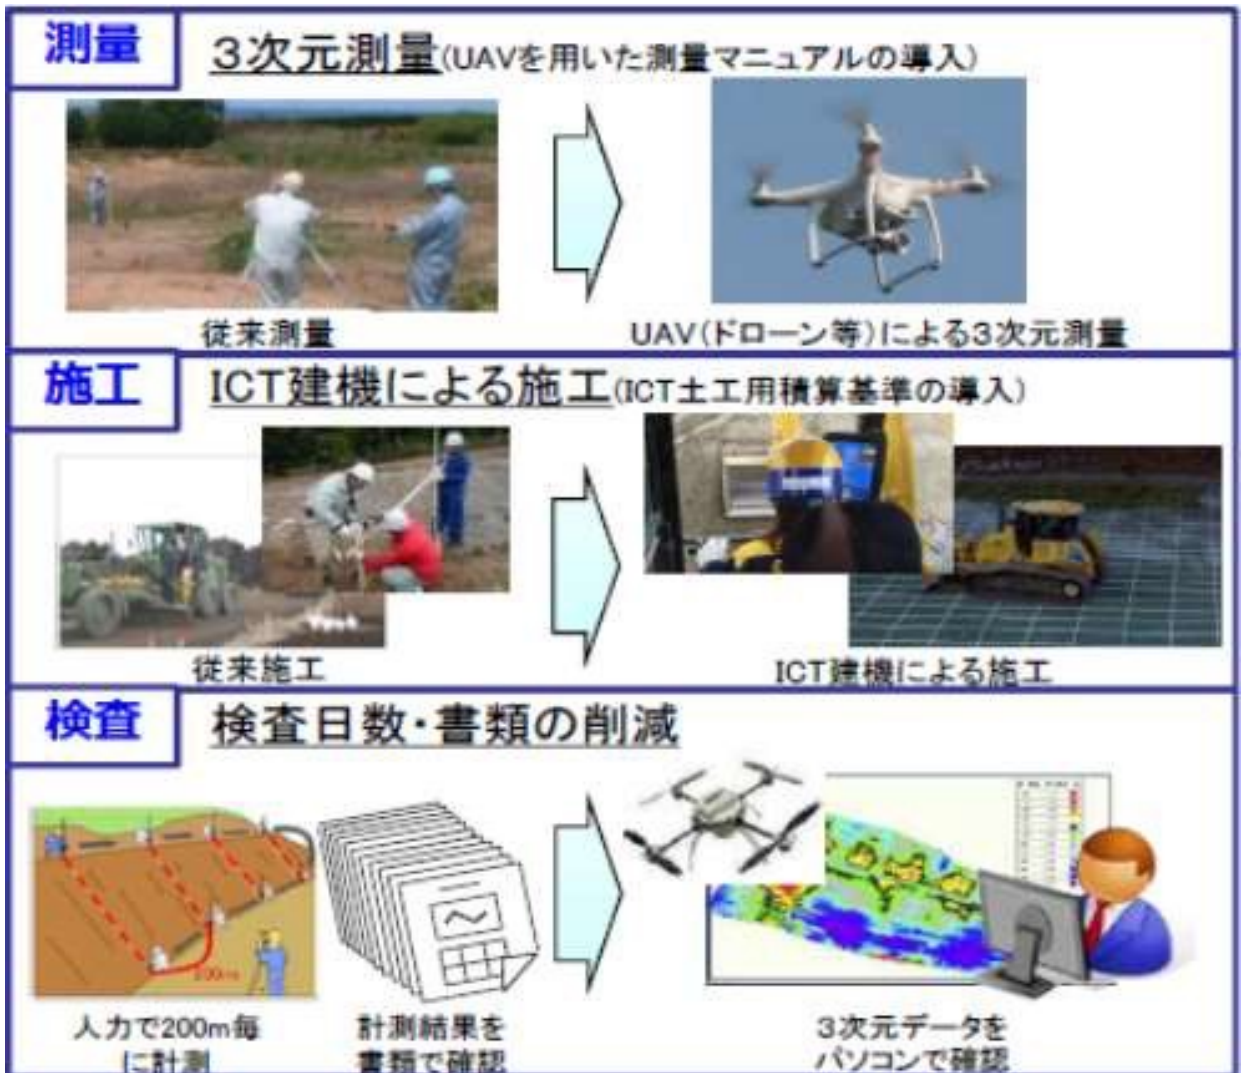 測量
3次元測量(UAVを用いた測量マニュアルの導入)
従来測量
UAV(ドローン等)による3次元測量
施工
ICT建機による施工(ICT土工用積算基準の導入)
従来施工
ICT建機による施工
検査
検査日数・書類の削減
200m
人力で200m毎
に計測
計測結果を
書類で確認
3次元データを
パソコンで確認